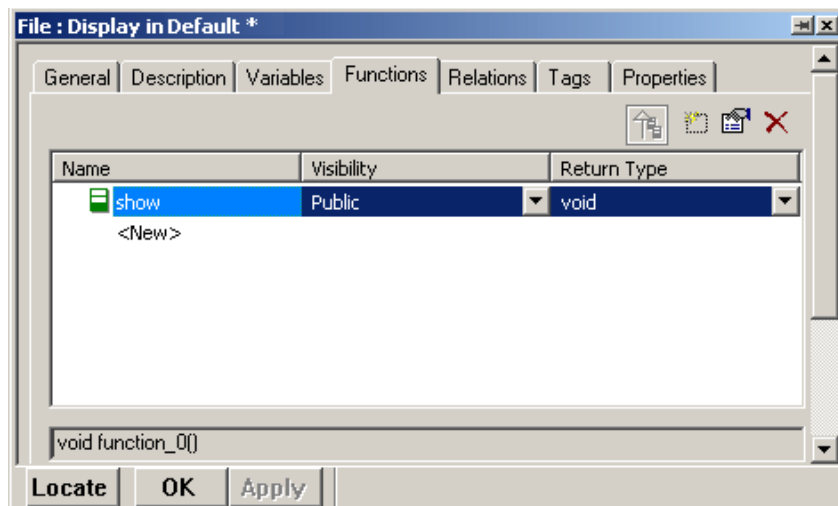 File : Display in Default *
General Description Variables Functions Relations Tags Properties
Name Visibility Return Type
show Public void
<New>
void function_0()
Locate OK Apply